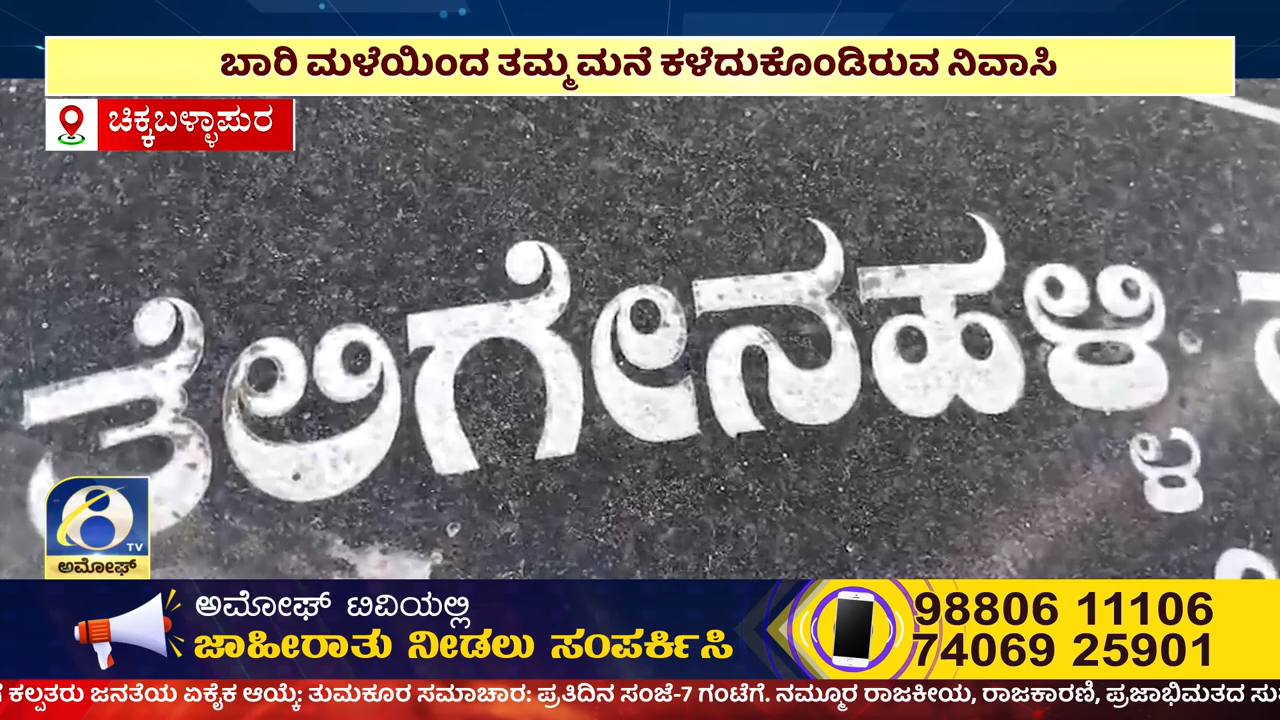 ಬಾರಿ ಮಳೆಯಿಂದ ತಮ್ಮ ಮನೆ ಕಳೆದುಕೊಂಡಿರುವ ನಿವಾಸಿ
ಚಿಕ್ಕಬಳ್ಳಾಪುರ
ತೆಲಿಗೇನಹಳ್ಳಿ
TV
ಅಮೋಘ್
ಅಮೋಘ್ ಟಿವಿಯಲ್ಲಿ
ಜಾಹೀರಾತು ನೀಡಲು ಸಂಪರ್ಕಿಸಿ
98806 11106
74069 25901
ಕಲ್ಪತರು ಜನತೆಯ ಏಕೈಕ ಆಯ್ಕೆ: ತುಮಕೂರ ಸಮಾಚಾರ: ಪ್ರತಿದಿನ ಸಂಜೆ-7 ಗಂಟೆಗೆ. ನಮ್ಮೂರ ರಾಜಕೀಯ, ರಾಜಕಾರಣಿ, ಪ್ರಜಾಭಿಮತದ